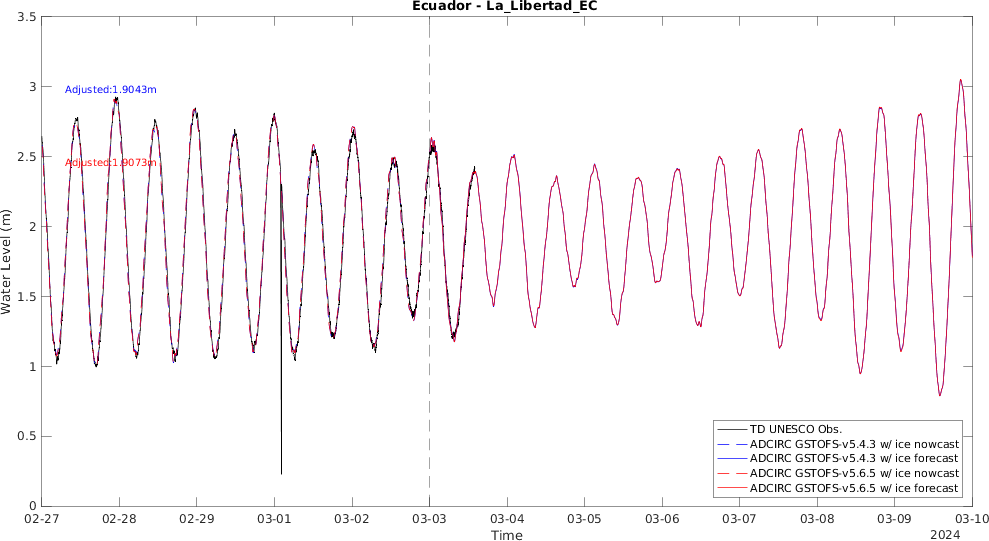 Ecuador - La_Libertad_EC
3.5
3
2.5
2
1.5
1
0.5
0
Water Level (m)
Adjusted:1.9043m
Adjusted:1.9073m
TD UNESCO Obs.
ADCIRC GSTOFS-v5.4.3 w/ ice nowcast
ADCIRC GSTOFS-v5.4.3 w/ ice forecast
ADCIRC GSTOFS-v5.6.5 w/ ice nowcast
ADCIRC GSTOFS-v5.6.5 w/ ice forecast
02-27 02-28 02-29 03-01 03-02 03-03 03-04 03-05 03-06 03-07 03-08 03-09 03-10
Time
2024